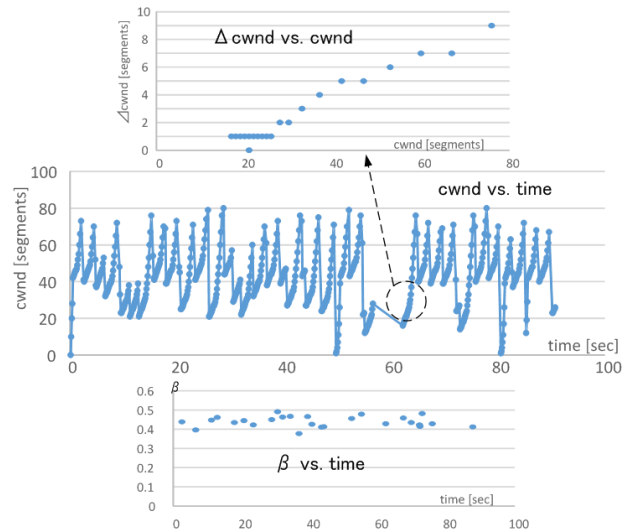 10
8
6
4
2
0
⊿cwnd [segments]
Δ cwnd vs. cwnd
cwnd [segments]
0 20 40 60 80
100
80
60
40
20
0
cwnd [segments]
cwnd vs. time
time [sec]
0 20 40 60 80 100
β
0.6
0.5
0.4
0.3
0.2
0.1
0
β vs. time
time [sec]
0 20 40 60 80 100